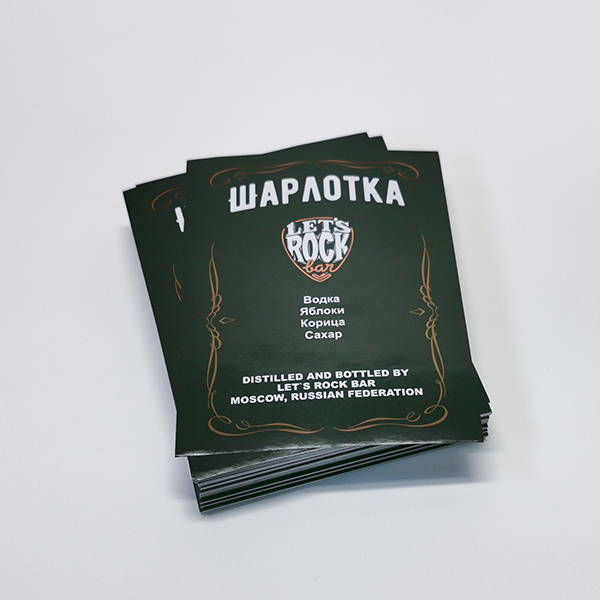 ШАРЛОТКА
LET'S
ROCK
bar
Водка
Яблоки
Корица
Сахар
DISTILLED AND BOTTLED BY
LET`S ROCK BAR
MOSCOW, RUSSIAN FEDERATION